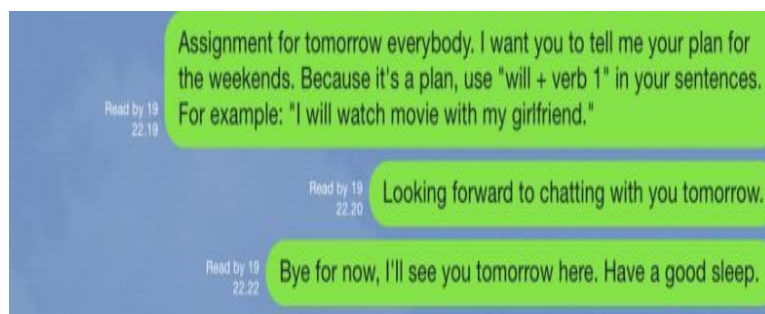 Assignment for tomorrow everybody. I want you to tell me your plan for
the weekends. Because it's a plan, use "will + verb 1" in your sentences.
For example: "I will watch movie with my girlfriend."
Read by 19
22.19
Looking forward to chatting with you tomorrow.
Read by 19
22.20
Bye for now, I'll see you tomorrow here. Have a good sleep.
Read by 19
22.22